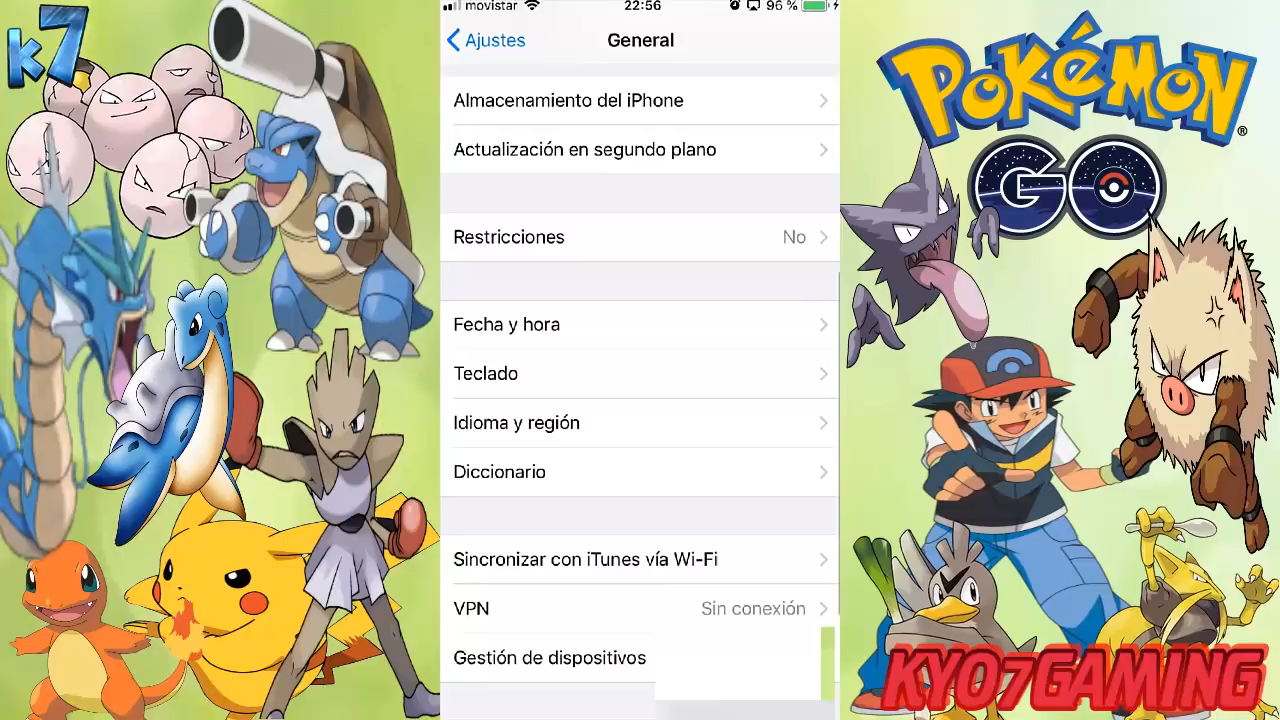 k7
movistar 22:56 96 %
Ajustes General
Almacenamiento del iPhone
Actualización en segundo plano
Restricciones No
Fecha y hora
Teclado
Idioma y región
Diccionario
Sincronizar con iTunes vía Wi-Fi
VPN Sin conexión
Gestión de dispositivos
POKÉMON ®
GO
KYO7GAMING